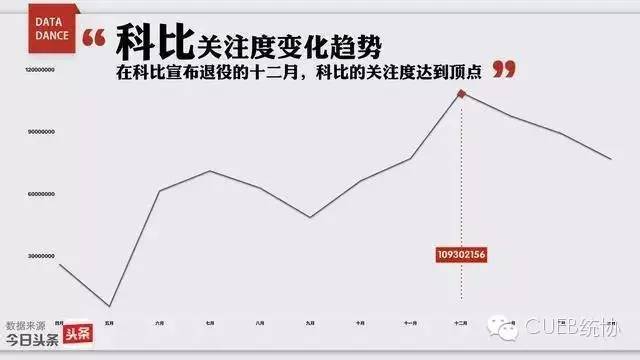 DATA
DANCE
“科比关注度变化趋势
在科比宣布退役的十二月，科比的关注度达到顶点”
120000000
90000000
60000000
30000000
109302156
四月 五月 六月 七月 八月 九月 十月 十一月 十二月
数据来源
今日头条 头条
CUEB统协